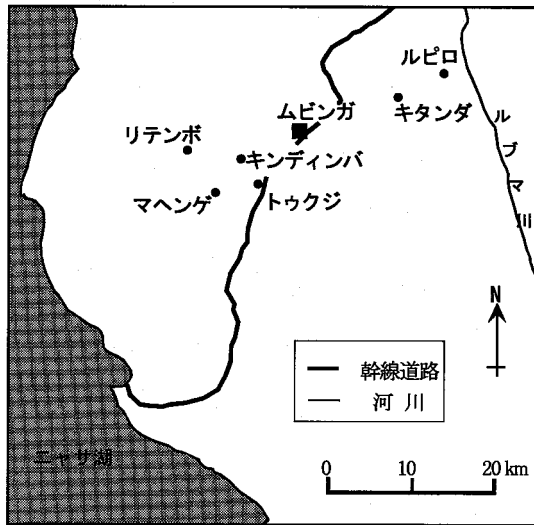 ルピロ
ムビンガ
キタンダ
リテンボ
キンディンバ
マヘンゲ
トゥクジ
ルブマ川
N
幹線道路
河川
ニャサ湖
0 10 20 km